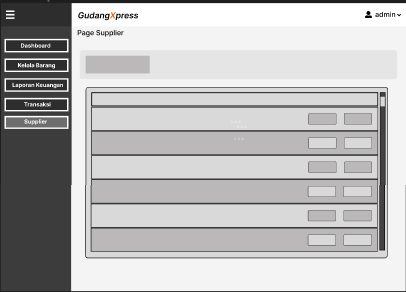 GudangXpress
admin
Page Supplier
Dashboard
Kelola Barang
Laporan Keuangan
Transaksi
Supplier